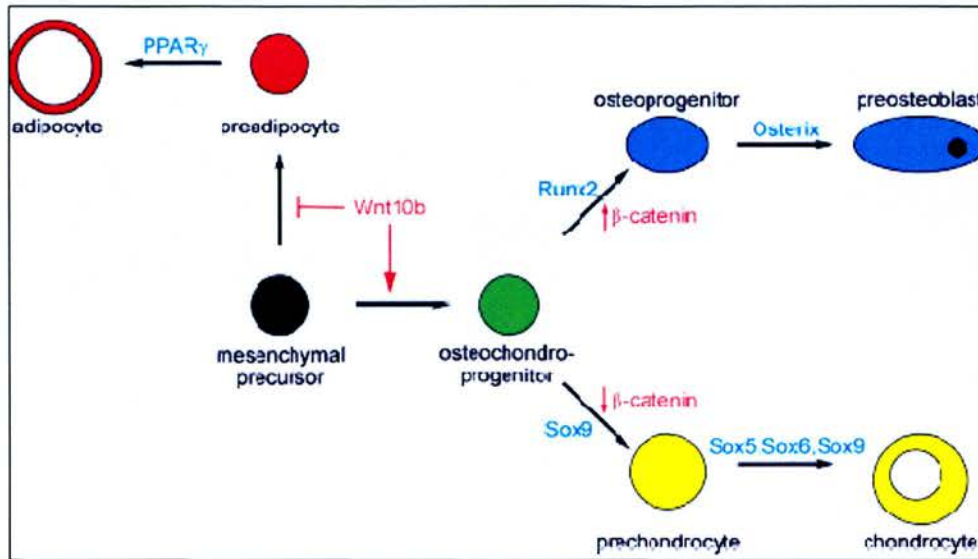 PPARγ
adipocyte
preadipocyte
osteoprogenitor
preosteoblast
Osterix
Runx2
β-catenin
Wnt10b
mesenchymal
precursor
osteochondro-
progenitor
β-catenin
Sox9
Sox5,Sox6,Sox9
prechondrocyte
chondrocyte